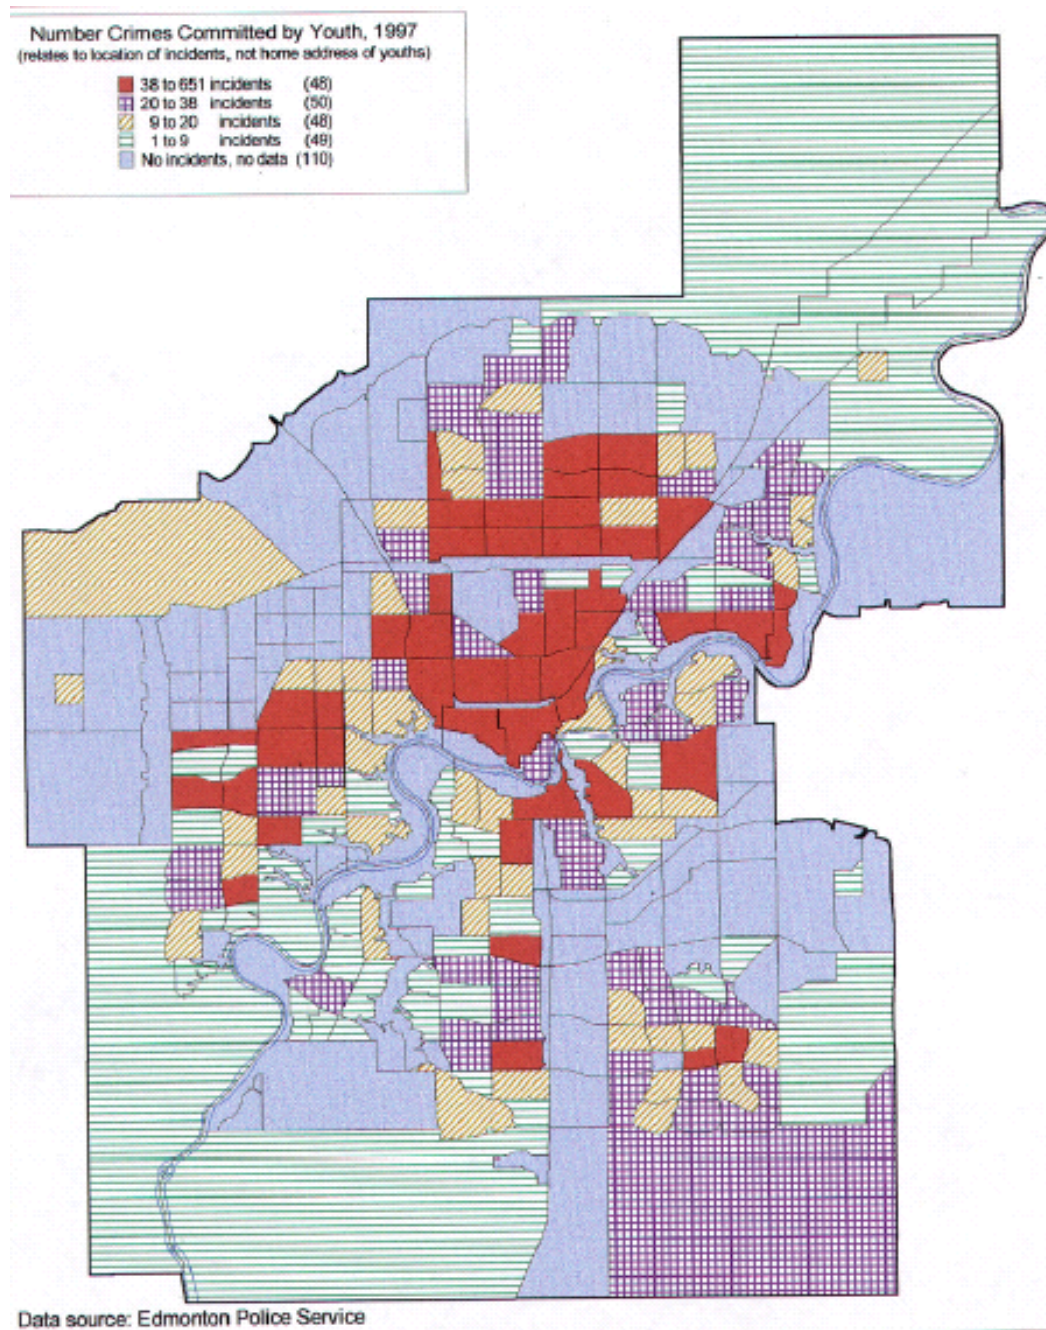 Number Crimes Committed by Youth, 1997
(relates to location of incidents, not home address of youths)
38 to 651 incidents (48)
20 to 38 incidents (50)
9 to 20 incidents (48)
1 to 9 incidents (49)
No incidents, no data (110)
Data source: Edmonton Police Service